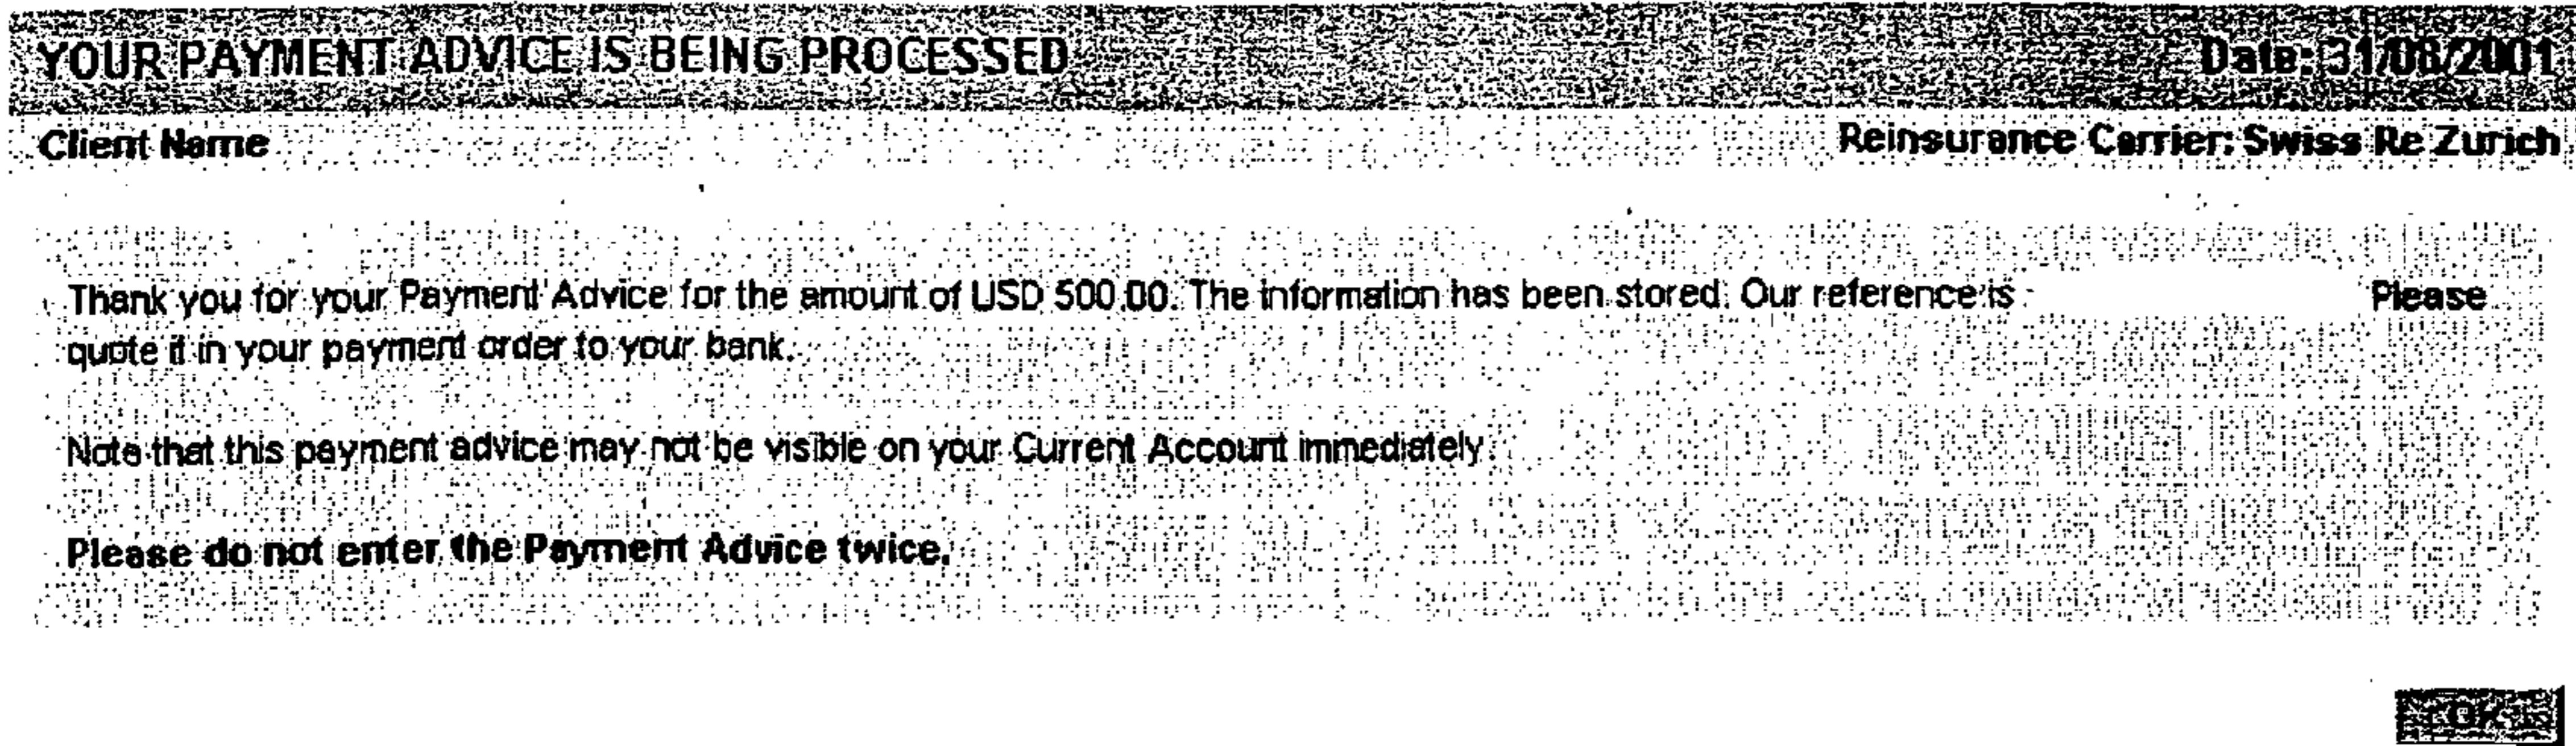 YOUR PAYMENT ADVICE IS BEING PROCESSED Date: 31/08/2001
Client Name Reinsurance Carrier: Swiss Re Zurich
Thank you for your Payment Advice for the amount of USD 500.00. The information has been stored. Our reference is Please
quote it in your payment order to your bank.
Note that this payment advice may not be visible on your Current Account immediately.
Please do not enter the Payment Advice twice.
OK